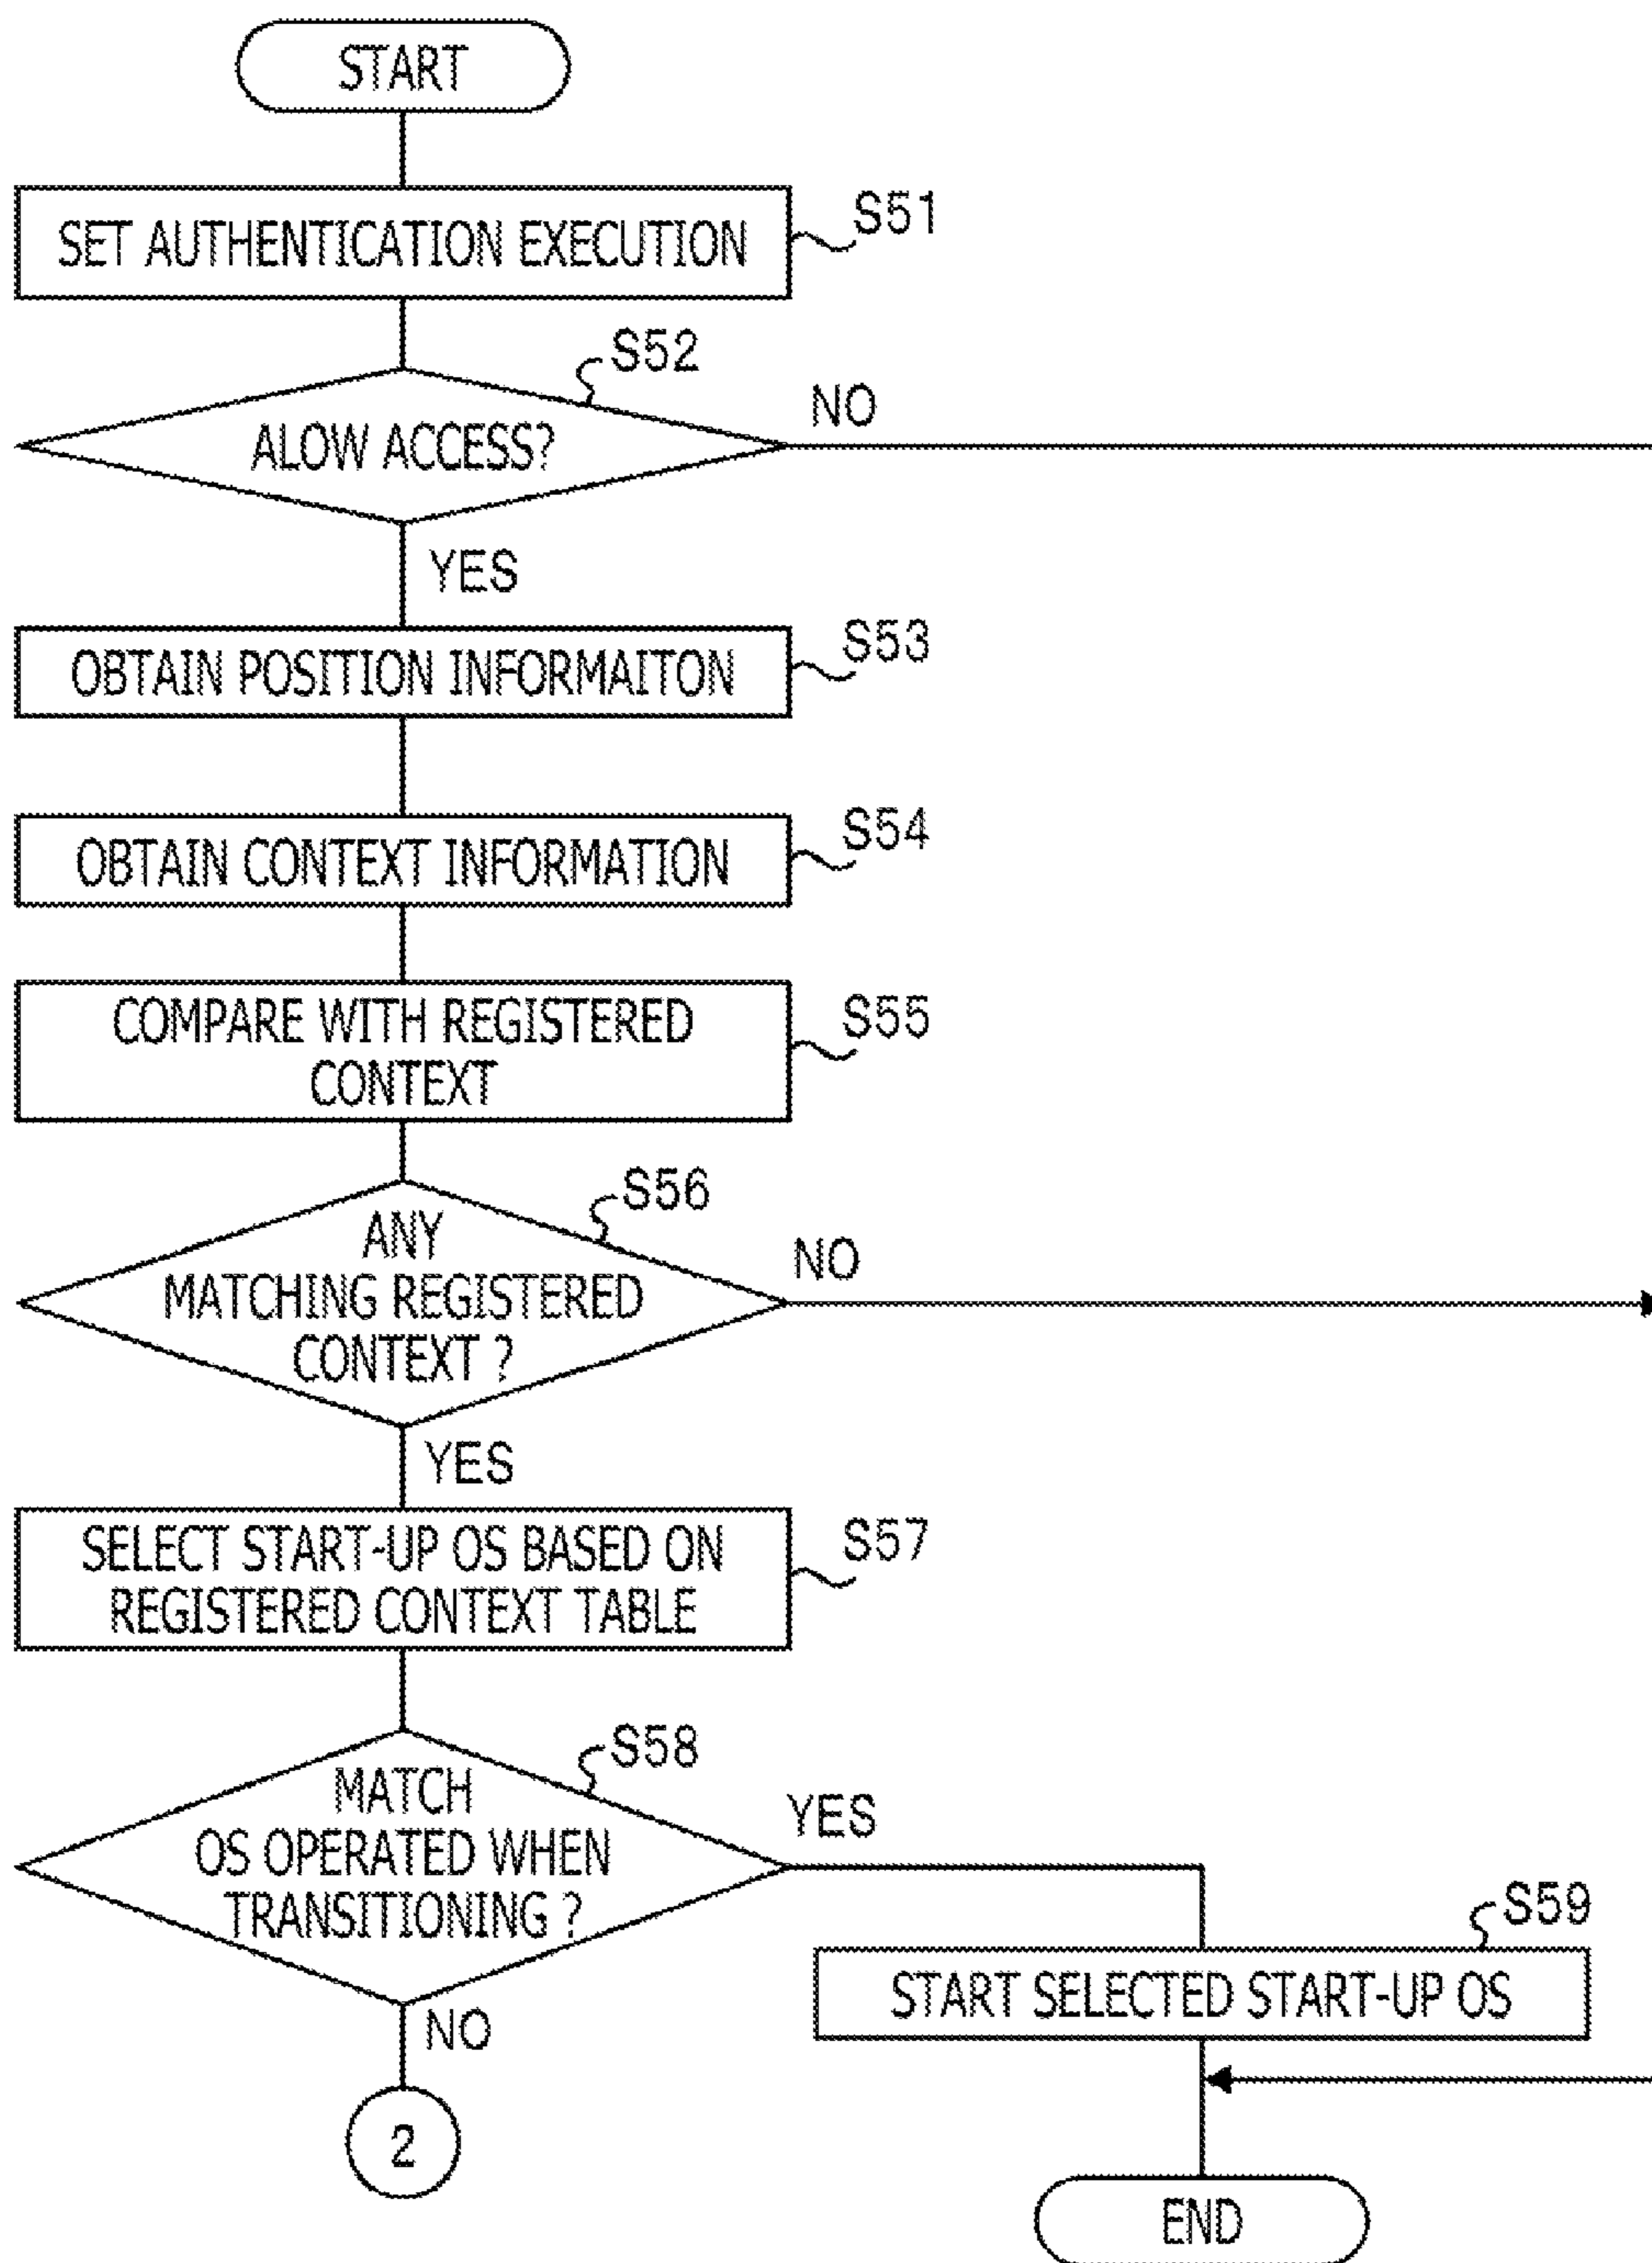 START
SET AUTHENTICATION EXECUTION
S51
S52
ALOW ACCESS?
NO
YES
OBTAIN POSITION INFORMAITON
S53
OBTAIN CONTEXT INFORMATION
S54
COMPARE WITH REGISTERED
CONTEXT
S55
S56
ANY
MATCHING REGISTERED
CONTEXT ?
NO
YES
SELECT START-UP OS BASED ON
REGISTERED CONTEXT TABLE
S57
S58
MATCH
OS OPERATED WHEN
TRANSITIONING ?
YES
NO
S59
START SELECTED START-UP OS
2
END